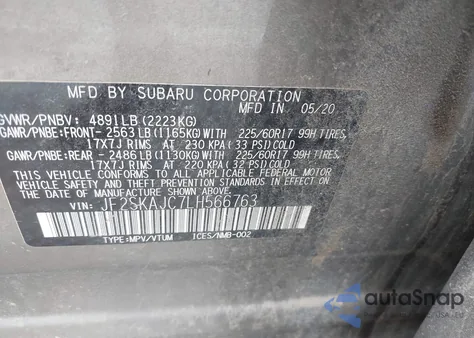 MFD BY SUBARU CORPORATION
MFD IN 05/20
GVWR/PNBV: 4891LB (2223KG)
GAWR/PNBE:FRONT- 2563LB(1165KG)WITH 225/60R17 99H TIRES,
17X7J RIMS AT 230 KPA(33 PSI)COLD
GAWR/PNBE:REAR - 2486LB(1130KG)WITH 225/60R17 99H TIRES,
17X7J RIMS AT 220 KPA(32 PSI)COLD
THIS VEHICLE CONFORMS TO ALL APPLICABLE FEDERAL MOTOR
VEHICLE SAFETY, BUMPER, AND THEFT PREVENTION STANDARDS
IN EFFECT ON THE DATE OF MANUFACTURE SHOWN ABOVE.
VIN: JF2SKAJC7LH566763
TYPE:MPV/VTUM ICES/NMB-002
autoSnap